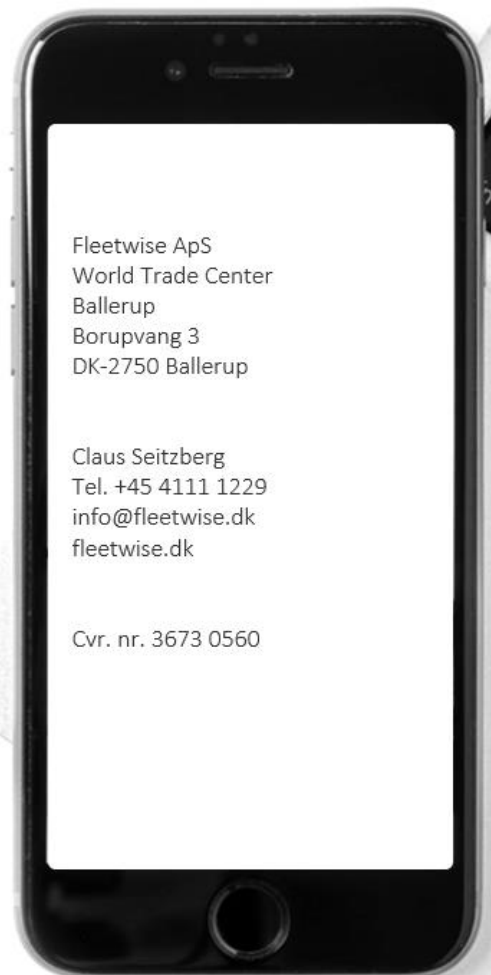 Fleetwise ApS
World Trade Center
Ballerup
Borupvang 3
DK-2750 Ballerup
Claus Seitzberg
Tel. +45 4111 1229
info@fleetwise.dk
fleetwise.dk
Cvr. nr. 3673 0560